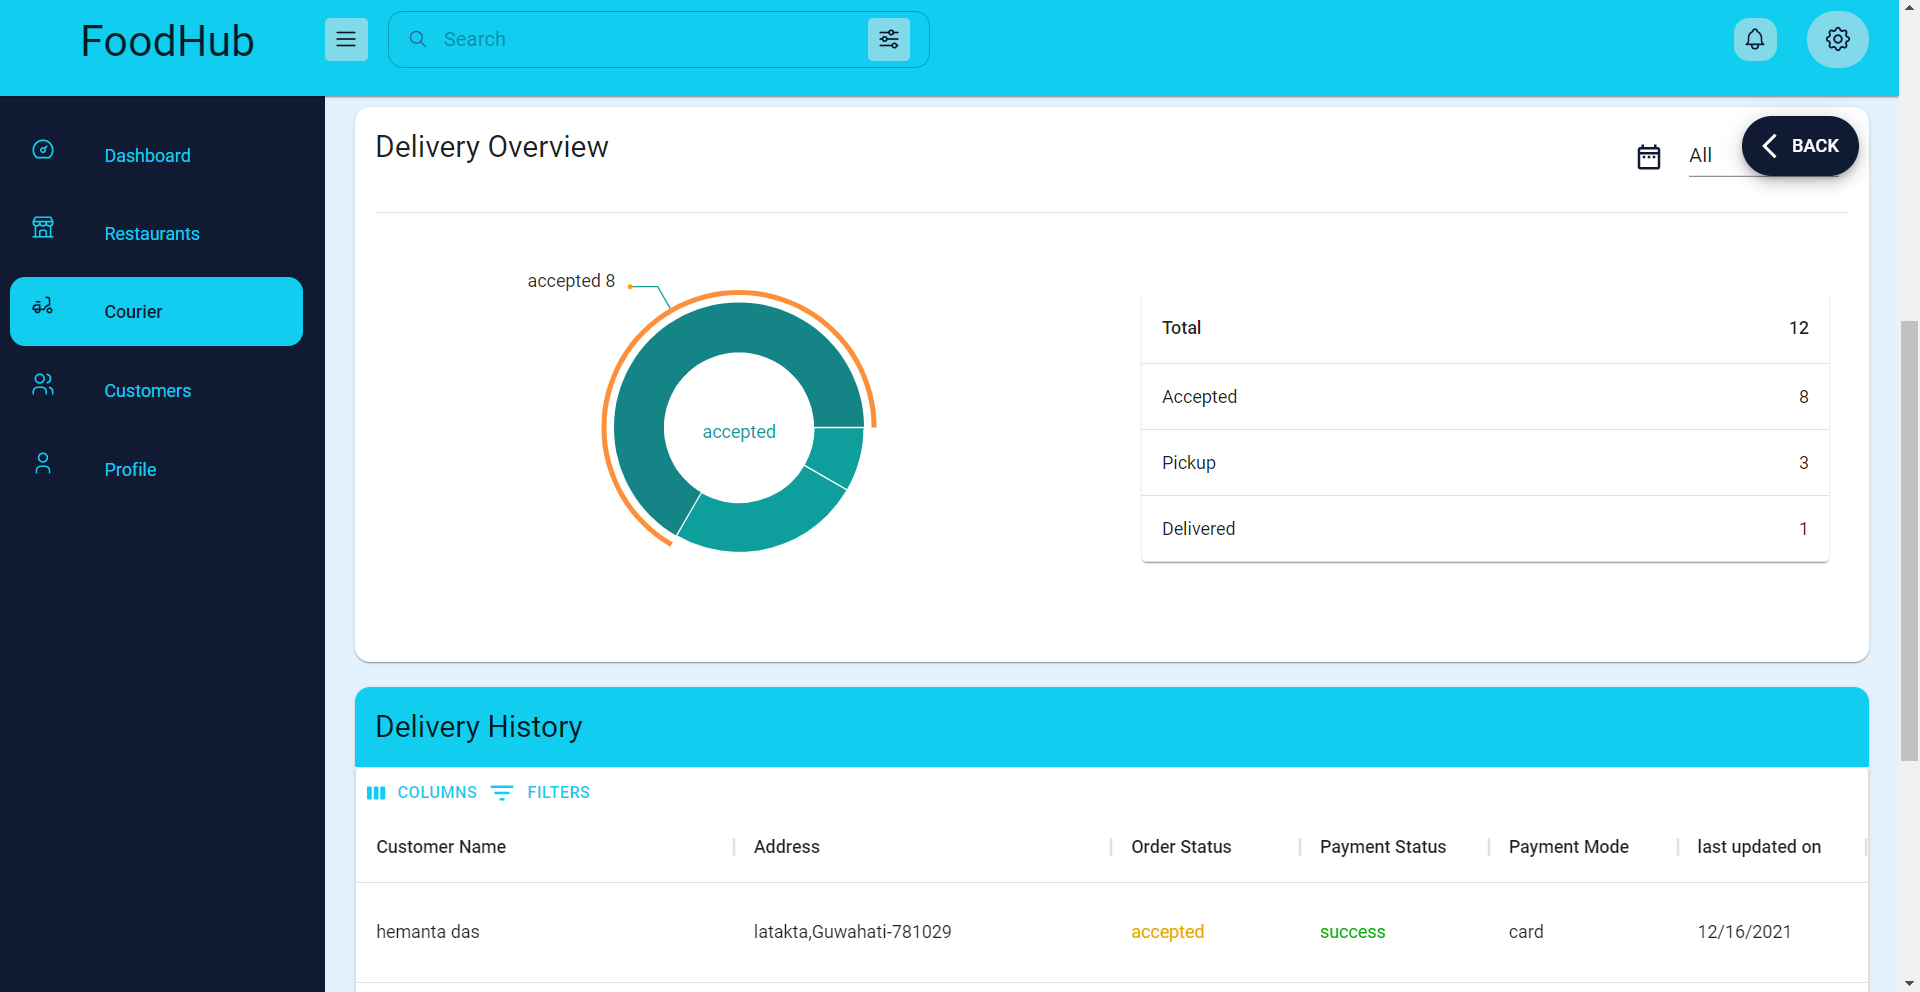 FoodHub
Search
Dashboard
Restaurants
Courier
Customers
Profile
Delivery Overview
All
BACK
accepted 8
accepted
Total 12
Accepted 8
Pickup 3
Delivered 1
Delivery History
COLUMNS FILTERS
Customer Name Address Order Status Payment Status Payment Mode last updated on
hemanta das latakta,Guwahati-781029 accepted success card 12/16/2021